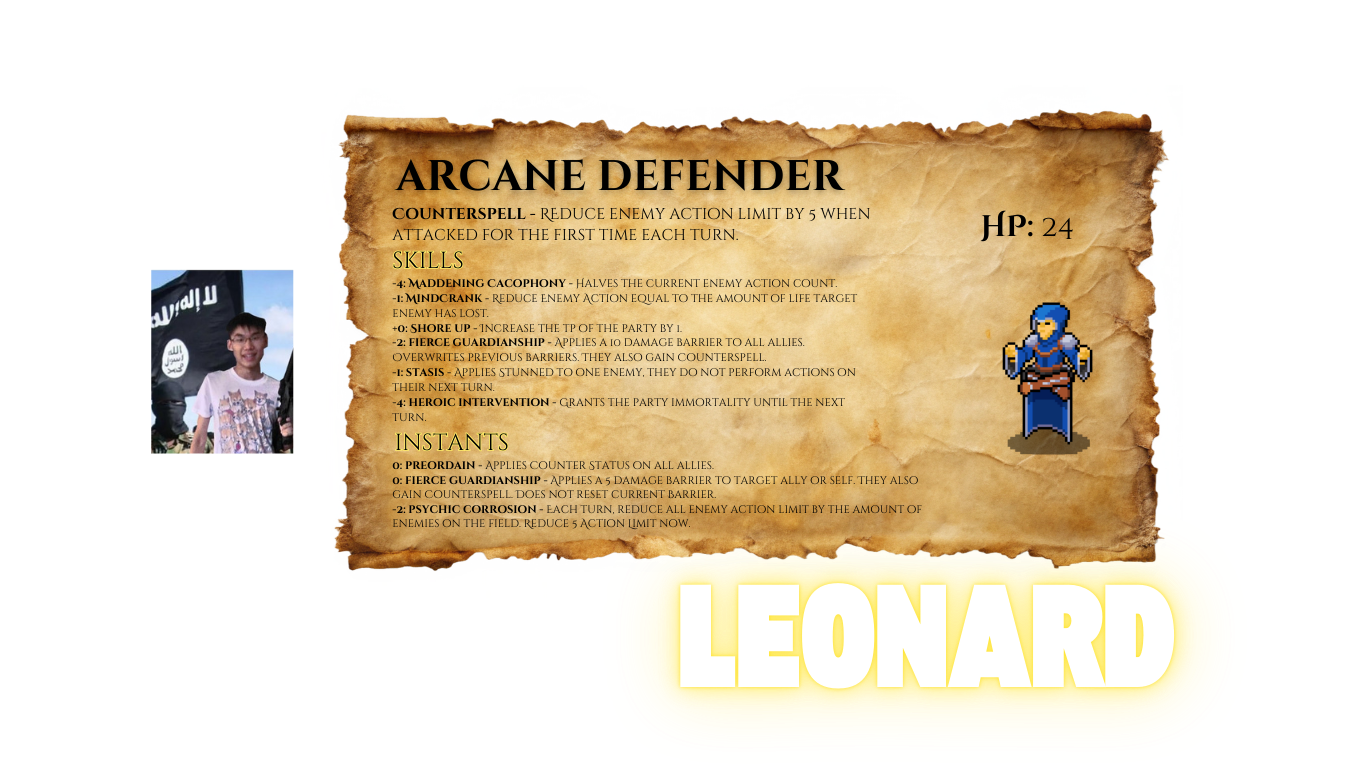 ARCANE DEFENDER
COUNTERSPELL - REDUCE ENEMY ACTION LIMIT BY 5 WHEN
ATTACKED FOR THE FIRST TIME EACH TURN.
HP: 24
SKILLS
-4: MADDENING CACOPHONY - HALVES THE CURRENT ENEMY ACTION COUNT.
-1: MINDCRANK - REDUCE ENEMY ACTION EQUAL TO THE AMOUNT OF LIFE TARGET
ENEMY HAS LOST.
+0: SHORE UP - INCREASE THE TP OF THE PARTY BY 1.
-2: FIERCE GUARDIANSHIP - APPLIES A 10 DAMAGE BARRIER TO ALL ALLIES.
OVERWRITES PREVIOUS BARRIERS. THEY ALSO GAIN COUNTERSPELL.
-1: STASIS - APPLIES STUNNED TO ONE ENEMY, THEY DO NOT PERFORM ACTIONS ON
THEIR NEXT TURN.
-4: HEROIC INTERVENTION - GRANTS THE PARTY IMMORTALITY UNTIL THE NEXT
TURN.
INSTANTS
0: PREORDAIN - APPLIES COUNTER STATUS ON ALL ALLIES.
0: FIERCE GUARDIANSHIP - APPLIES A 5 DAMAGE BARRIER TO TARGET ALLY OR SELF. THEY ALSO
GAIN COUNTERSPELL. DOES NOT RESET CURRENT BARRIER.
-2: PSYCHIC CORROSION - EACH TURN, REDUCE ALL ENEMY ACTION LIMIT BY THE AMOUNT OF
ENEMIES ON THE FIELD. REDUCE 5 ACTION LIMIT NOW.
لا إله
الله
رسول
محمد
LEONARD